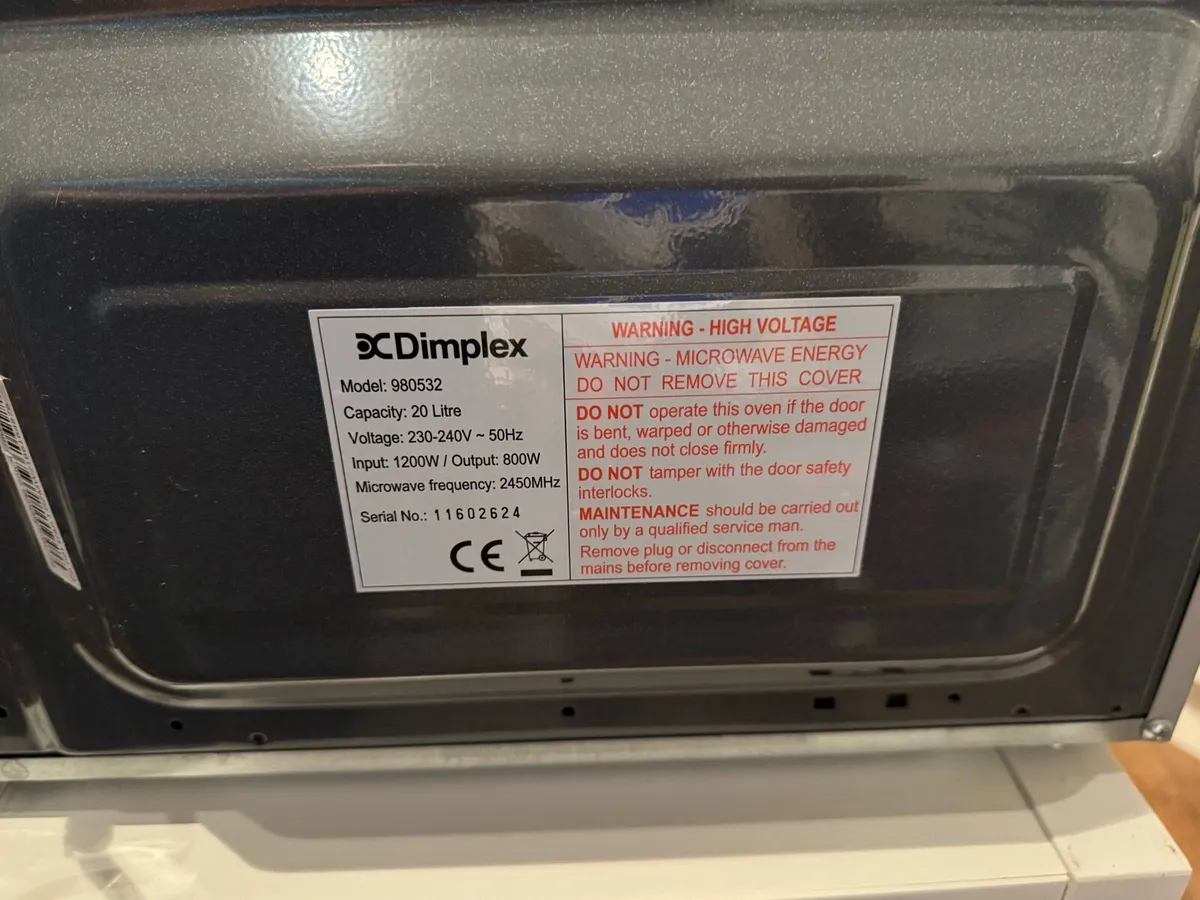 Dimplex
Model: 980532
Capacity: 20 Litre
Voltage: 230-240V ~ 50Hz
Input: 1200W / Output: 800W
Microwave frequency: 2450MHz
Serial No.: 11602624
CE
WARNING - HIGH VOLTAGE
WARNING - MICROWAVE ENERGY
DO NOT REMOVE THIS COVER
DO NOT operate this oven if the door
is bent, warped or otherwise damaged
and does not close firmly.
DO NOT tamper with the door safety
interlocks.
MAINTENANCE should be carried out
only by a qualified service man.
Remove plug or disconnect from the
mains before removing cover.